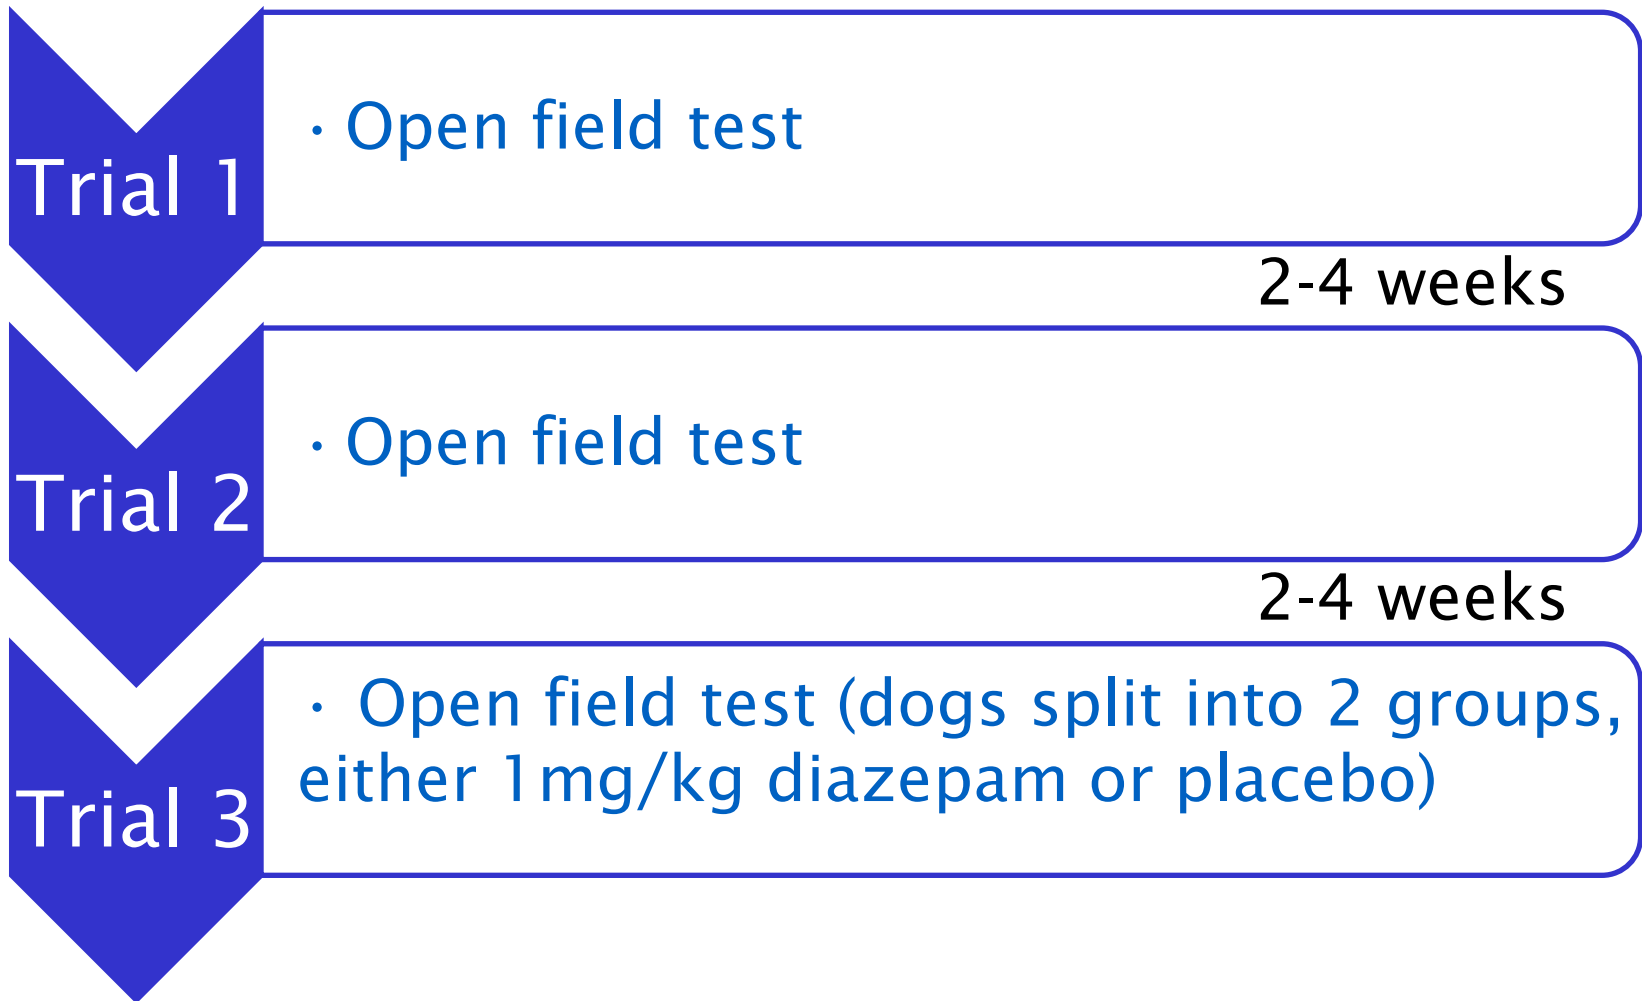 Trial 1
· Open field test
2-4 weeks
Trial 2
· Open field test
2-4 weeks
Trial 3
· Open field test (dogs split into 2 groups,
either 1mg/kg diazepam or placebo)